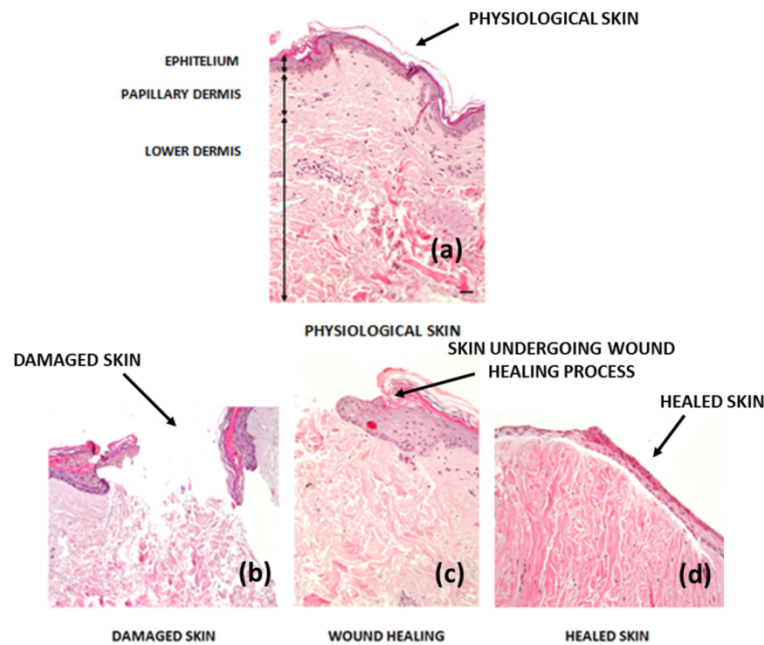 PHYSIOLOGICAL SKIN
EPHITELIUM
PAPILLARY DERMIS
LOWER DERMIS
(a)
PHYSIOLOGICAL SKIN
DAMAGED SKIN
SKIN UNDERGOING WOUND
HEALING PROCESS
HEALED SKIN
(b)
(c)
(d)
DAMAGED SKIN
WOUND HEALING
HEALED SKIN